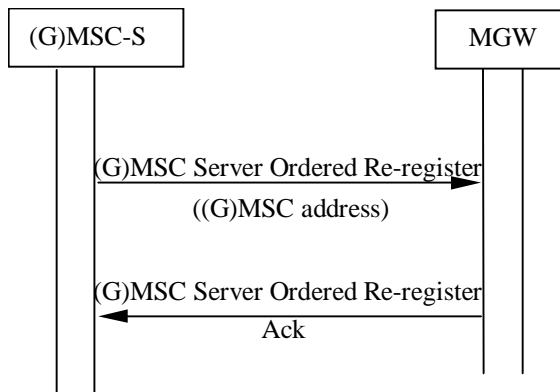 (G)MSC-S
MGW
(G)MSC Server Ordered Re-register
((G)MSC address)
(G)MSC Server Ordered Re-register
Ack